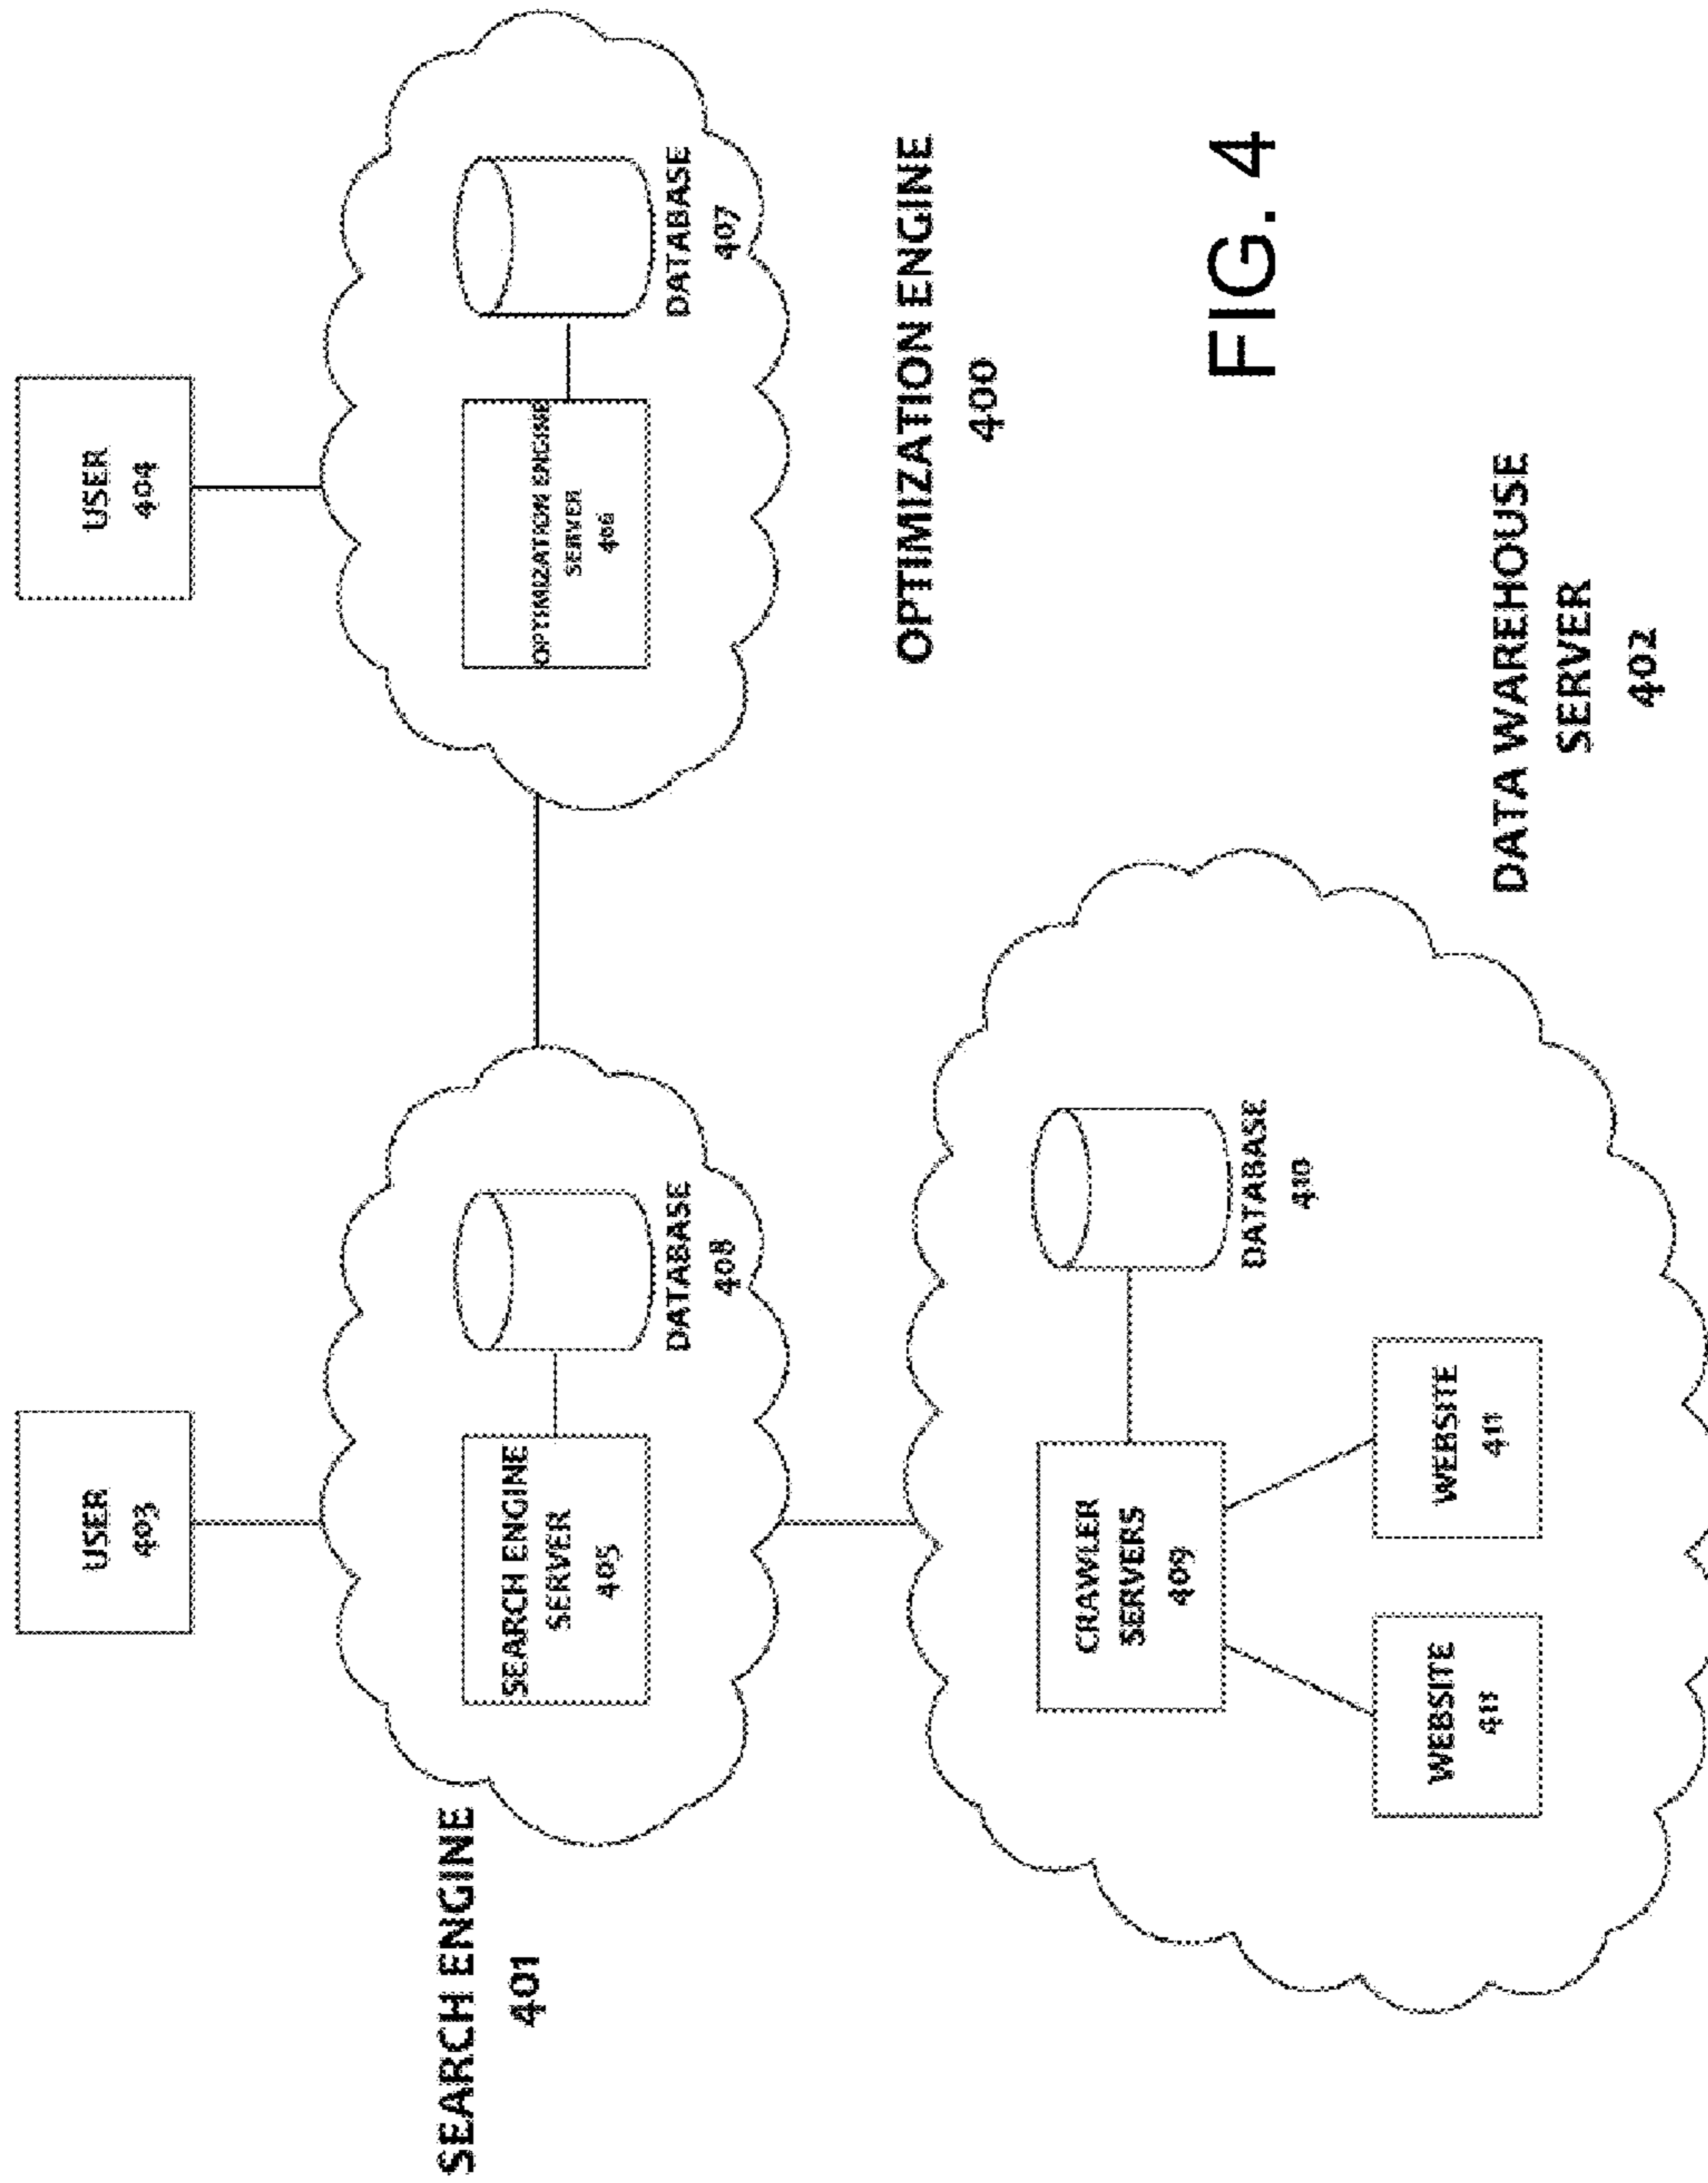 USER
403
USER
404
SEARCH ENGINE
401
SEARCH ENGINE
SERVER
405
DATABASE
408
OPTIMIZATION ENGINE
SERVER
406
DATABASE
407
OPTIMIZATION ENGINE
400
CRAWLER
SERVERS
409
DATABASE
410
WEBSITE
411
WEBSITE
411
DATA WAREHOUSE
SERVER
402
FIG. 4